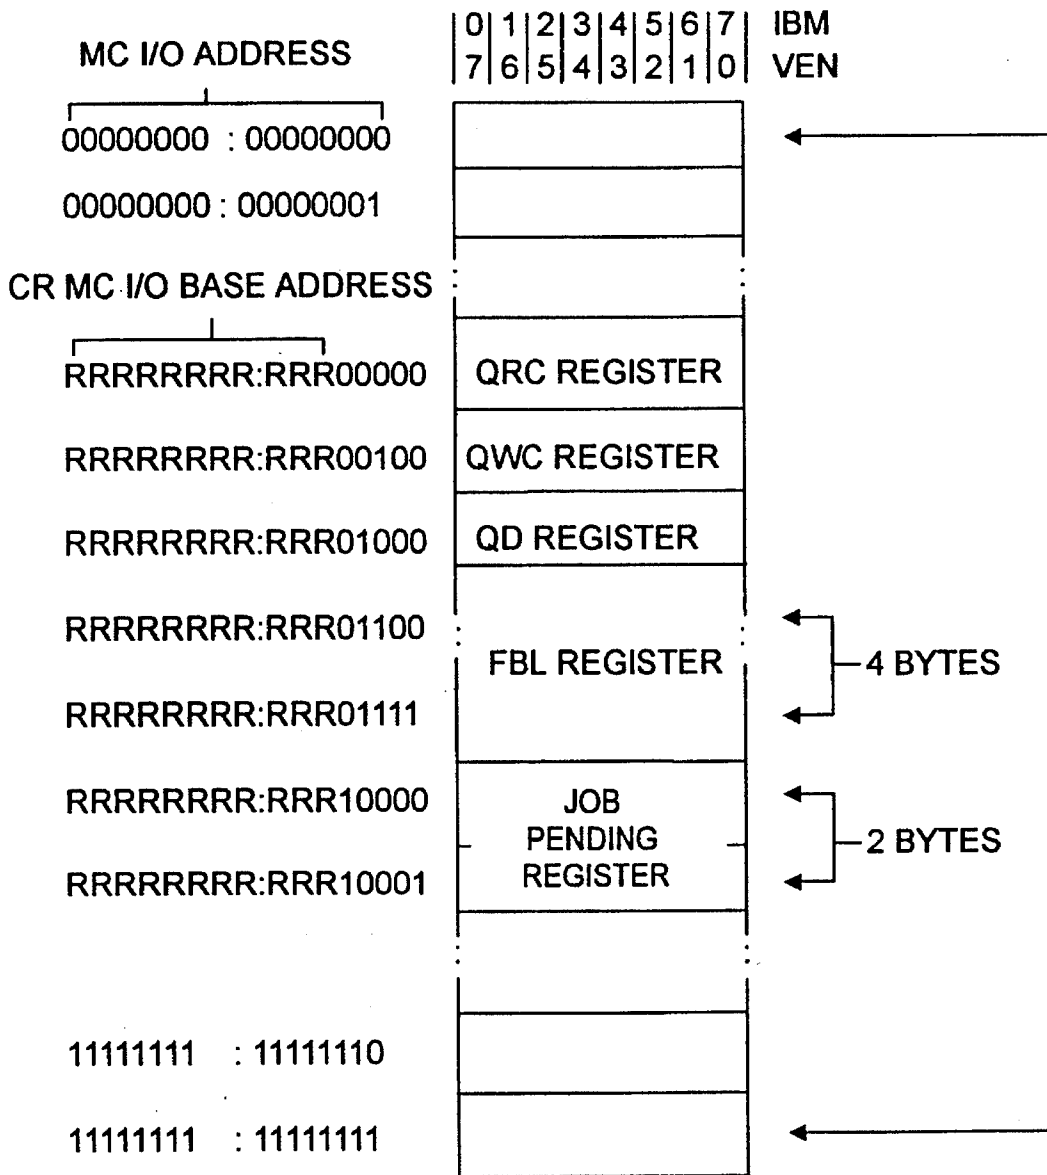 0|1|2|3|4|5|6|7 IBM
MC I/O ADDRESS 7|6|5|4|3|2|1|0 VEN
00000000 : 00000000
00000000 : 00000001
CR MC I/O BASE ADDRESS
RRRRRRRR:RRR00000 QRC REGISTER
RRRRRRRR:RRR00100 QWC REGISTER
RRRRRRRR:RRR01000 QD REGISTER
RRRRRRRR:RRR01100
FBL REGISTER 4 BYTES
RRRRRRRR:RRR01111
RRRRRRRR:RRR10000 JOB
PENDING 2 BYTES
RRRRRRRR:RRR10001 REGISTER
11111111 : 11111110
11111111 : 11111111